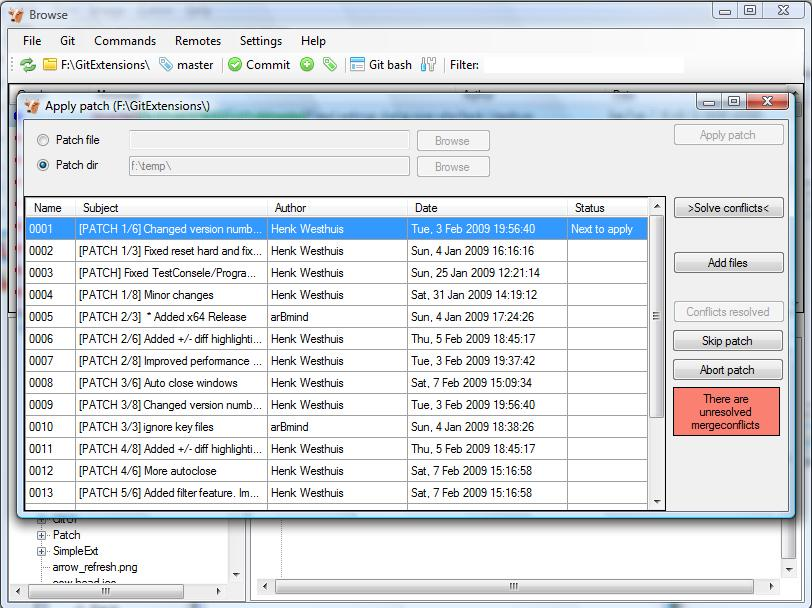 Browse
File Git Commands Remotes Settings Help
F:\GitExtensions\ master Commit Git bash Filter:
Apply patch (F:\GitExtensions\)
Patch file Browse Apply patch
Patch dir f:\temp\ Browse
Name Subject Author Date Status
>Solve conflicts<
0001 [PATCH 1/6] Changed version numb... Henk Westhuis Tue, 3 Feb 2009 19:56:40 Next to apply
0002 [PATCH 1/3] Fixed reset hard and fix... Henk Westhuis Sun, 4 Jan 2009 16:16:16
0003 [PATCH] Fixed TestConsele/Progra... Henk Westhuis Sun, 25 Jan 2009 12:21:14
Add files
0004 [PATCH 1/8] Minor changes Henk Westhuis Sat, 31 Jan 2009 14:19:12
0005 [PATCH 2/3] * Added x64 Release arBmind Sun, 4 Jan 2009 17:24:26
Conflicts resolved
0006 [PATCH 2/6] Added +/- diff highlighti... Henk Westhuis Thu, 5 Feb 2009 18:45:17
Skip patch
0007 [PATCH 2/8] Improved performance ... Henk Westhuis Thu, 3 Feb 2009 19:37:42
Abort patch
0008 [PATCH 3/6] Auto close windows Henk Westhuis Sat, 7 Feb 2009 15:09:34
0009 [PATCH 3/8] Changed version numb... Henk Westhuis Tue, 3 Feb 2009 19:56:40
0010 [PATCH 3/3] ignore key files arBmind Sun, 4 Jan 2009 18:38:26
There are
unresolved
mergeconflicts
0011 [PATCH 4/8] Added +/- diff highlighti... Henk Westhuis Thu, 5 Feb 2009 18:45:17
0012 [PATCH 4/6] More autoclose Henk Westhuis Sat, 7 Feb 2009 15:16:58
0013 [PATCH 5/6] Added filter feature. Im... Henk Westhuis Sat, 7 Feb 2009 15:16:58
Patch
SimpleExt
arrow_refresh.png